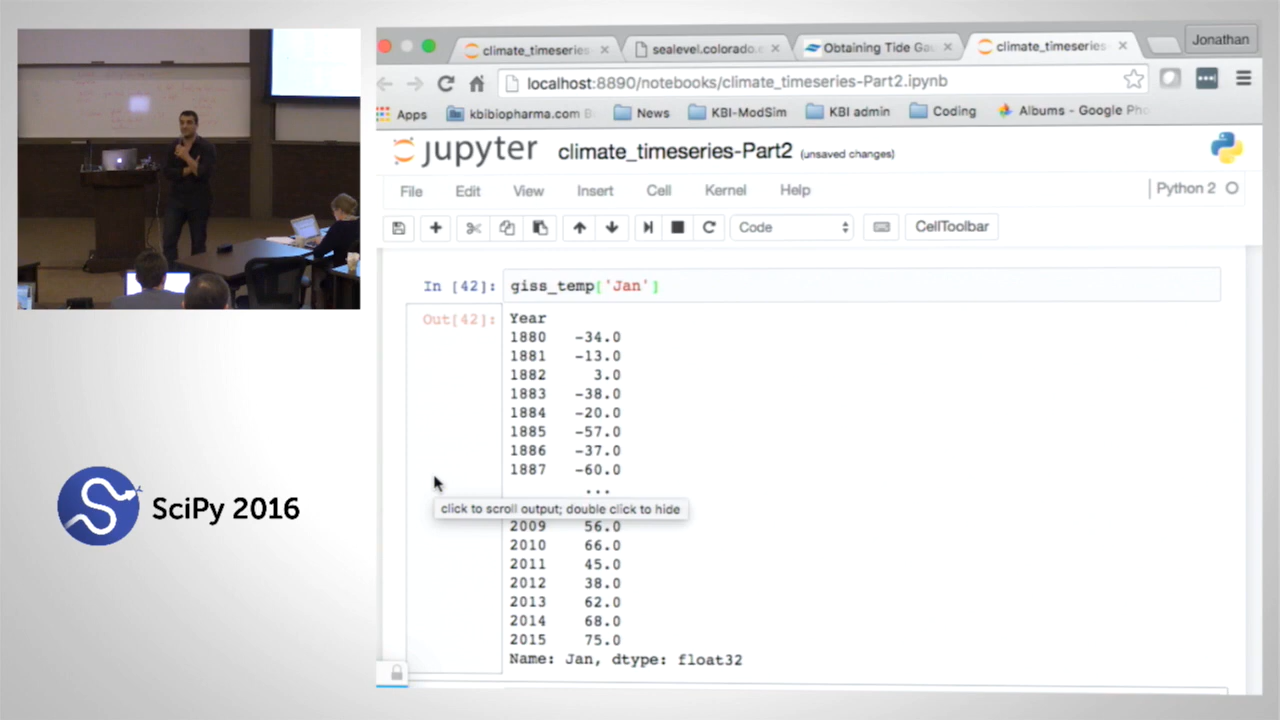 climate_timeseries-
sealevel.colorado.
Obtaining Tide Ga
climate_timeseries-
Jonathan
localhost:8890/notebooks/climate_timeseries-Part2.ipynb
Apps
kbibiopharma.com
News
KBI-ModSim
KBI admin
Coding
Albums - Google Pho
jupyter
climate_timeseries-Part2 (unsaved changes)
File Edit View Insert Cell Kernel Help
Python 2
Code
CellToolbar
In [42]: giss_temp['Jan']
Out[42]: Year
1880 -34.0
1881 -13.0
1882 3.0
1883 -38.0
1884 -20.0
1885 -57.0
1886 -37.0
1887 -60.0
...
click to scroll output; double click to hide
2009 56.0
2010 66.0
2011 45.0
2012 38.0
2013 62.0
2014 68.0
2015 75.0
Name: Jan, dtype: float32
SciPy 2016